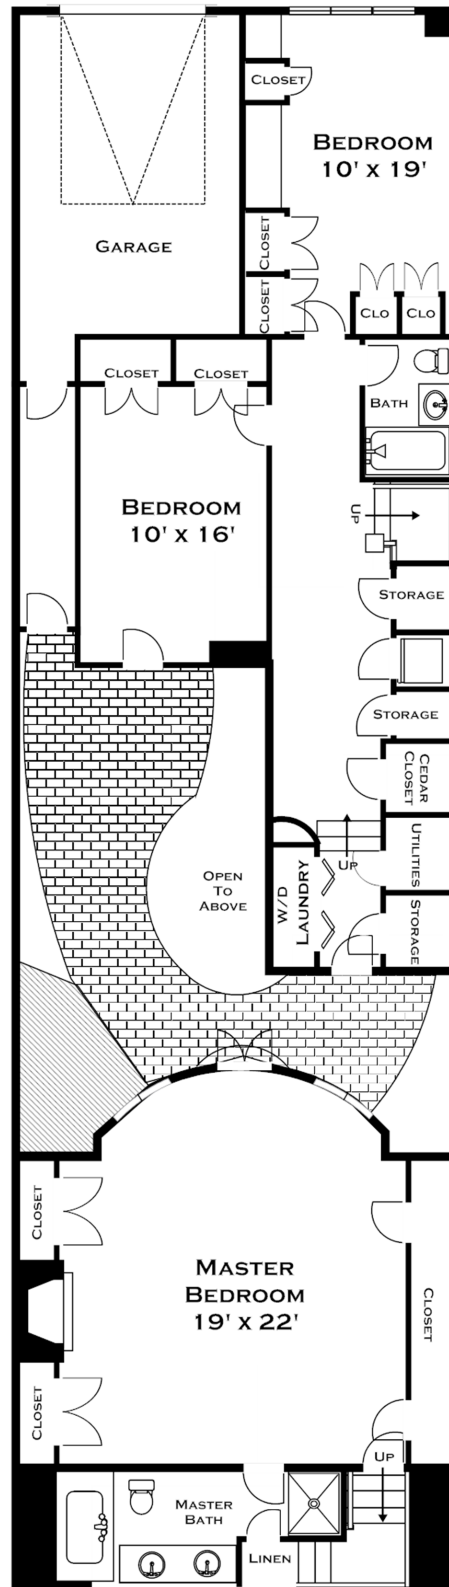 CLOSET
BEDROOM
10' x 19'
GARAGE
CLOSET
CLOSET
CLO
CLO
CLOSET
CLOSET
BATH
BEDROOM
10' x 16'
UP
STORAGE
STORAGE
CEDAR
CLOSET
UP
UTILITIES
W/D
LAUNDRY
STORAGE
OPEN
TO
ABOVE
CLOSET
MASTER
BEDROOM
19' x 22'
CLOSET
CLOSET
UP
MASTER
BATH
LINEN